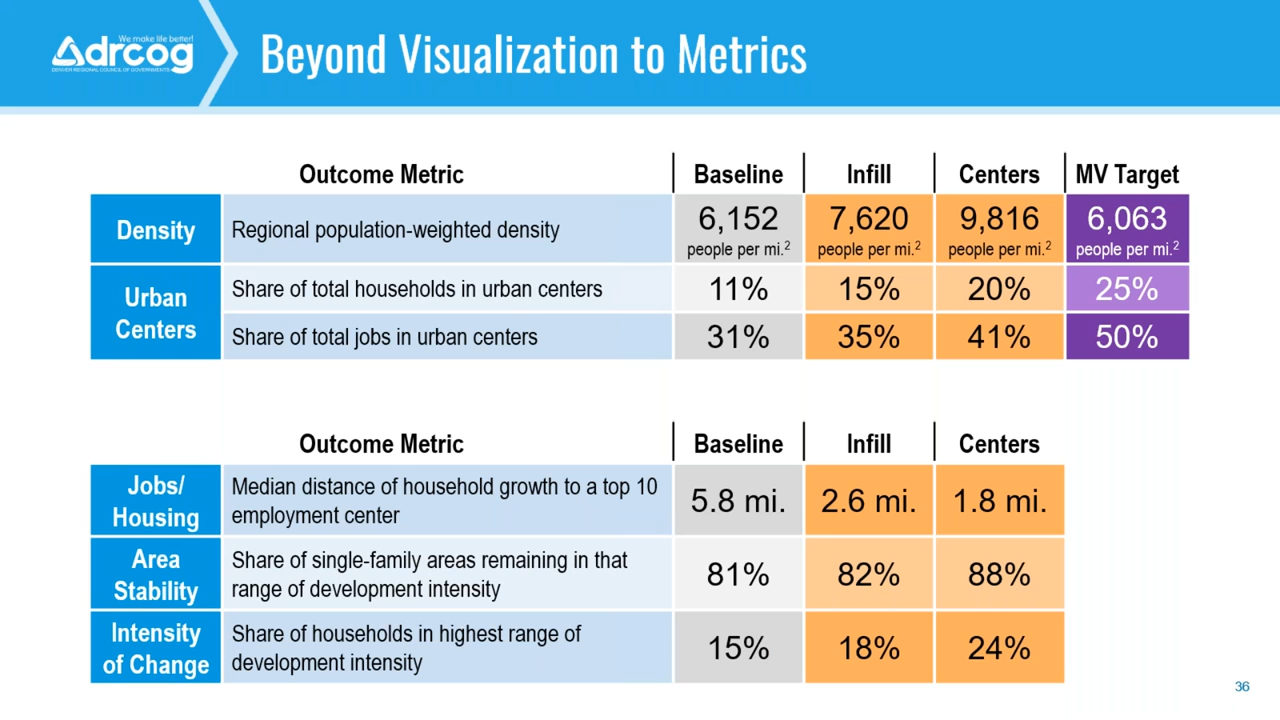 We make life better!
drcog
DENVER REGIONAL COUNCIL OF GOVERNMENTS
Beyond Visualization to Metrics
Outcome Metric Baseline Infill Centers MV Target
Density Regional population-weighted density 6,152 7,620 9,816 6,063
people per mi.2 people per mi.2 people per mi.2 people per mi.2
Urban Centers Share of total households in urban centers 11% 15% 20% 25%
Share of total jobs in urban centers 31% 35% 41% 50%
Outcome Metric Baseline Infill Centers
Jobs/ Housing Median distance of household growth to a top 10
employment center 5.8 mi. 2.6 mi. 1.8 mi.
Area Stability Share of single-family areas remaining in that
range of development intensity 81% 82% 88%
Intensity of Change Share of households in highest range of
development intensity 15% 18% 24%
36